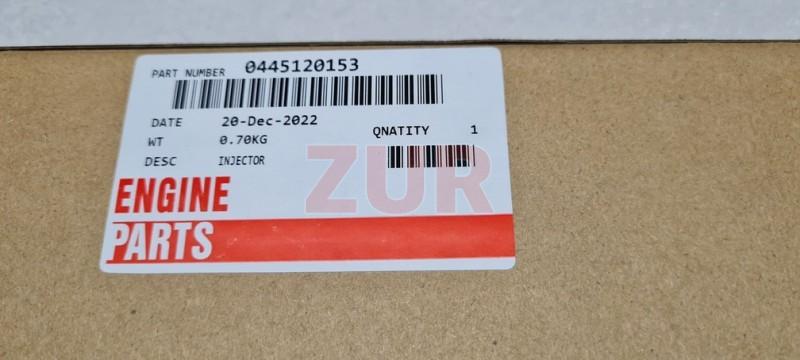 PART NUMBER 0445120153
DATE 20-Dec-2022
WT 0.70KG
QNATITY 1
DESC INJECTOR
ZUR
ENGINE
PARTS